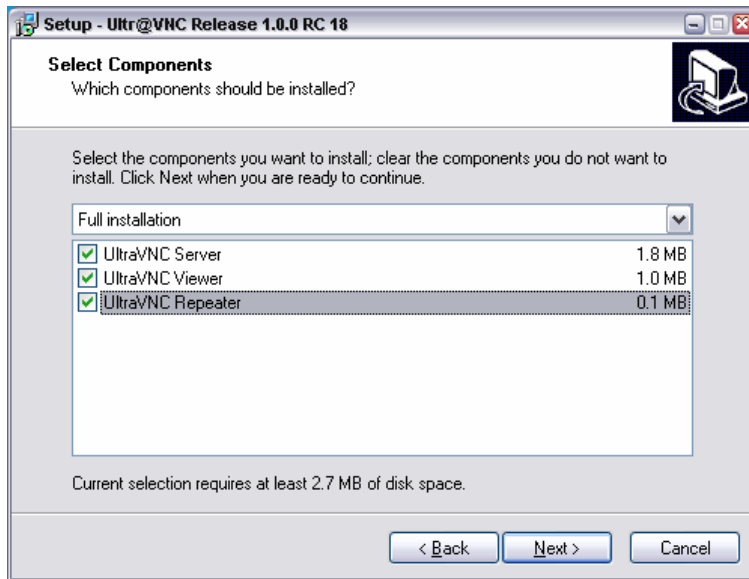 Setup - Ultr@VNC Release 1.0.0 RC 18
Select Components
Which components should be installed?
Select the components you want to install; clear the components you do not want to
install. Click Next when you are ready to continue.
Full installation
UltraVNC Server 1.8 MB
UltraVNC Viewer 1.0 MB
UltraVNC Repeater 0.1 MB
Current selection requires at least 2.7 MB of disk space.
< Back Next > Cancel